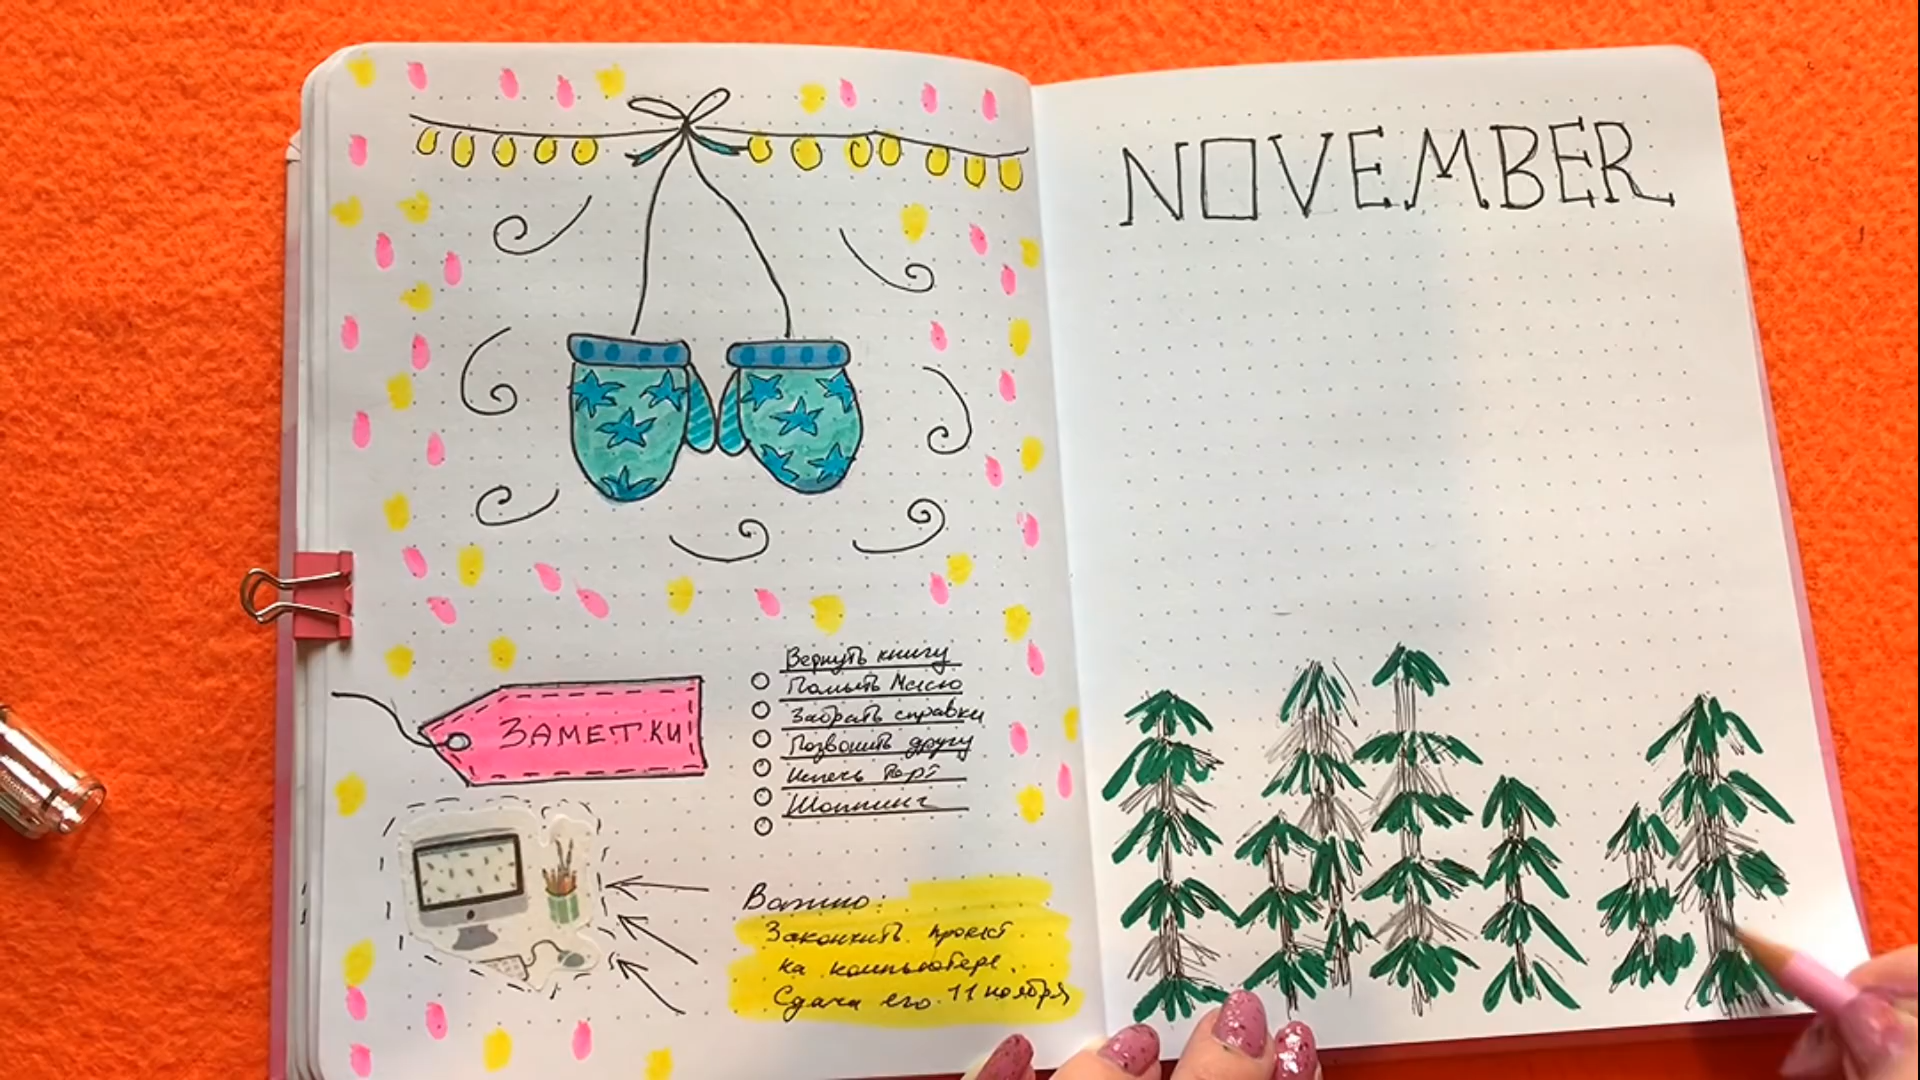 NOVEMBER
ЗАМЕТКИ!
Вернуть книгу
Помыть Масю
Забрать справки
Позвонить другу
Испечь торт
Шоппинг
Важно:
Закончить проект
на компьютере.
Сдача его 11 ноября